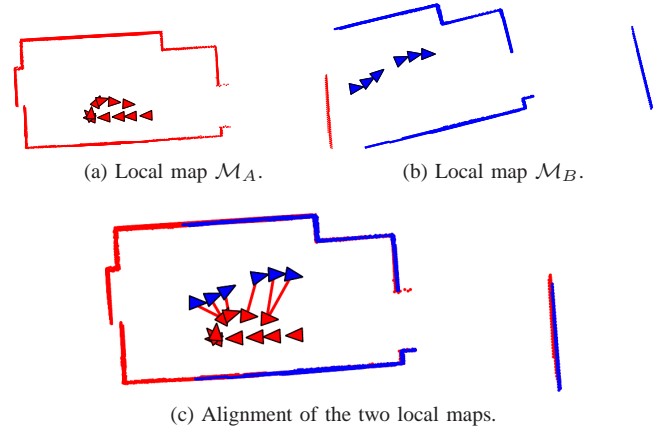 (a) Local map $\mathcal{M}_A$.
(b) Local map $\mathcal{M}_B$.
(c) Alignment of the two local maps.